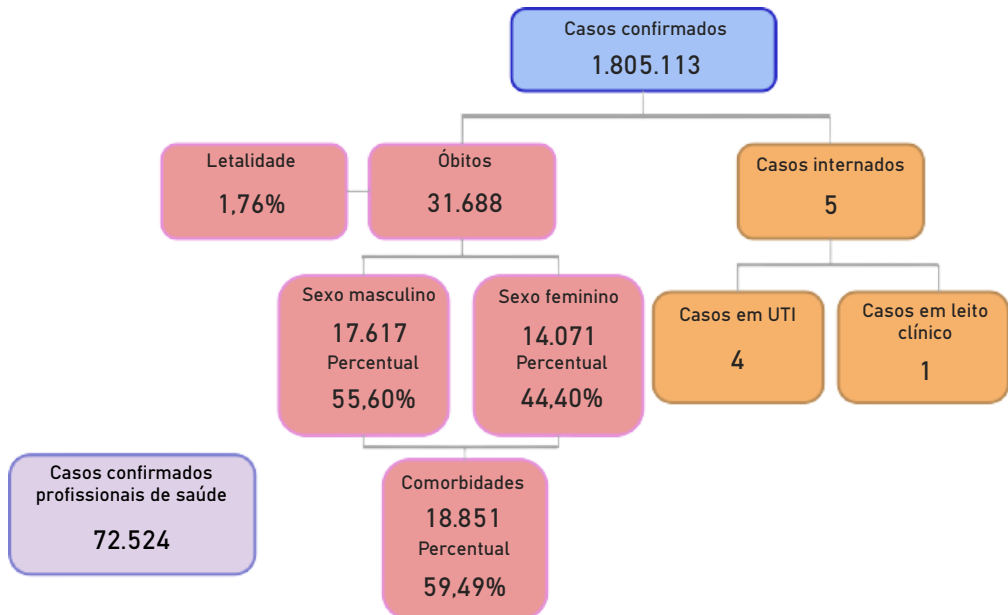 Casos confirmados
1.805.113
Letalidade
1,76%
Óbitos
31.688
Casos internados
5
Sexo masculino
17.617
Percentual
55,60%
Sexo feminino
14.071
Percentual
44,40%
Casos em UTI
4
Casos em leito
clínico
1
Casos confirmados
profissionais de saúde
72.524
Comorbidades
18.851
Percentual
59,49%